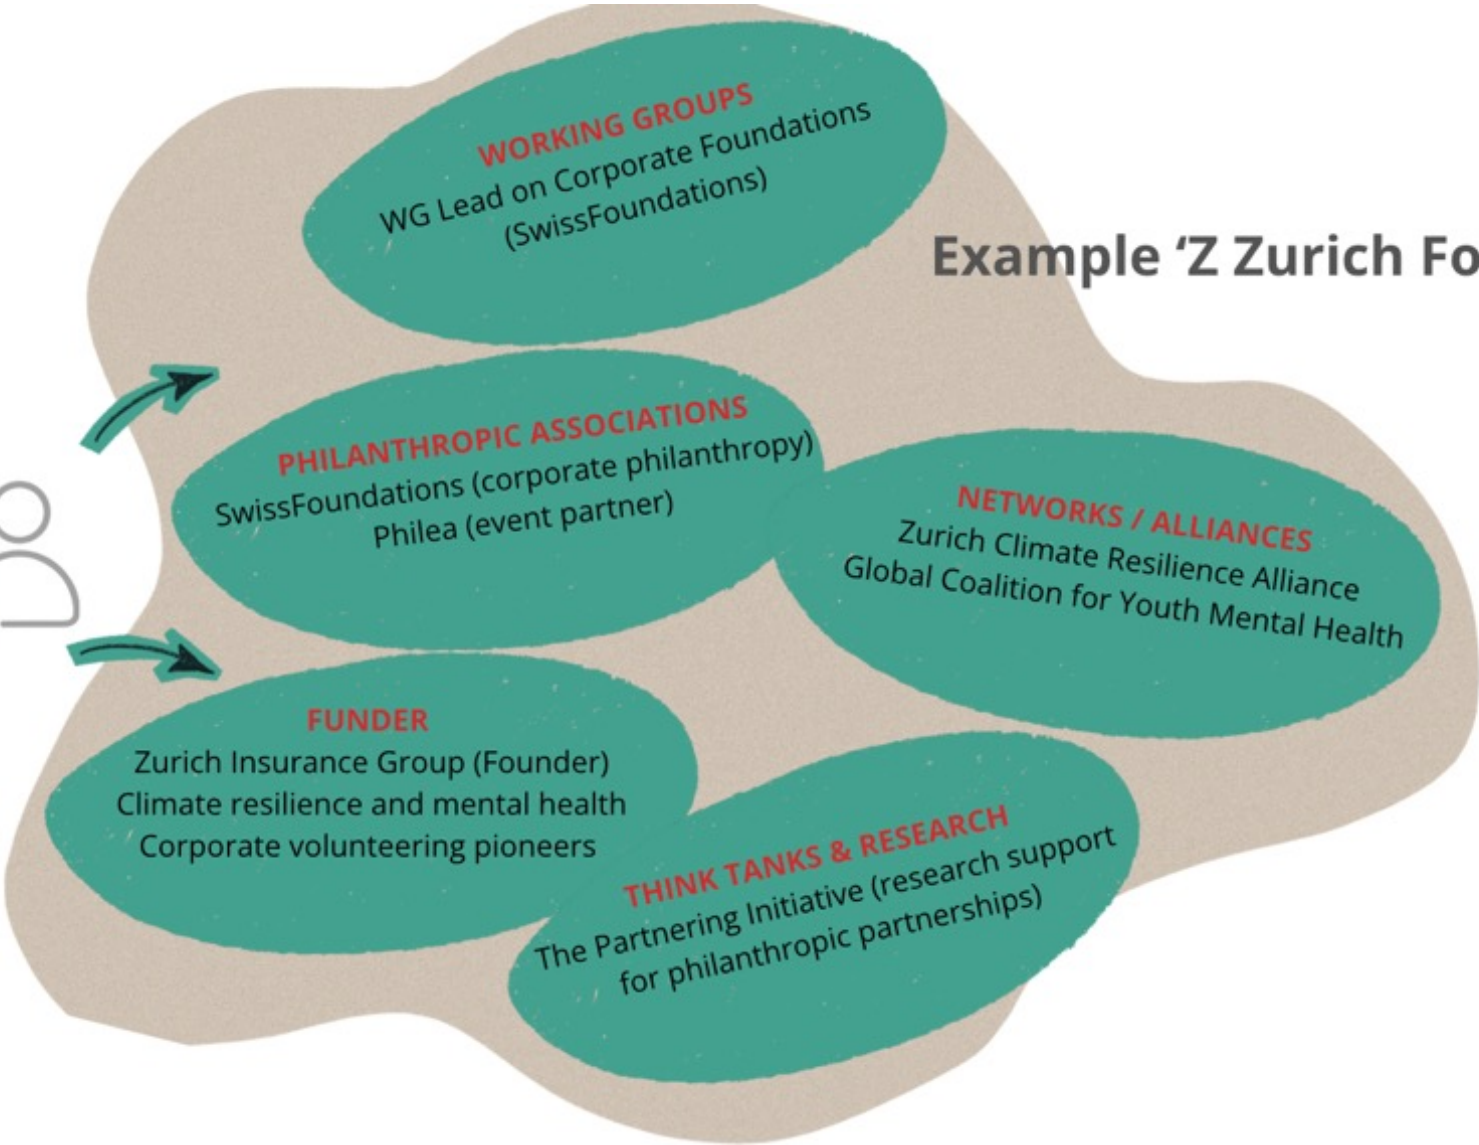 WORKING GROUPS
WG Lead on Corporate Foundations
(SwissFoundations)
Example ‘Z Zurich Fo
PHILANTHROPIC ASSOCIATIONS
SwissFoundations (corporate philanthropy)
Philea (event partner)
NETWORKS / ALLIANCES
Zurich Climate Resilience Alliance
Global Coalition for Youth Mental Health
Do
FUNDER
Zurich Insurance Group (Founder)
Climate resilience and mental health
Corporate volunteering pioneers
THINK TANKS & RESEARCH
The Partnering Initiative (research support
for philanthropic partnerships)